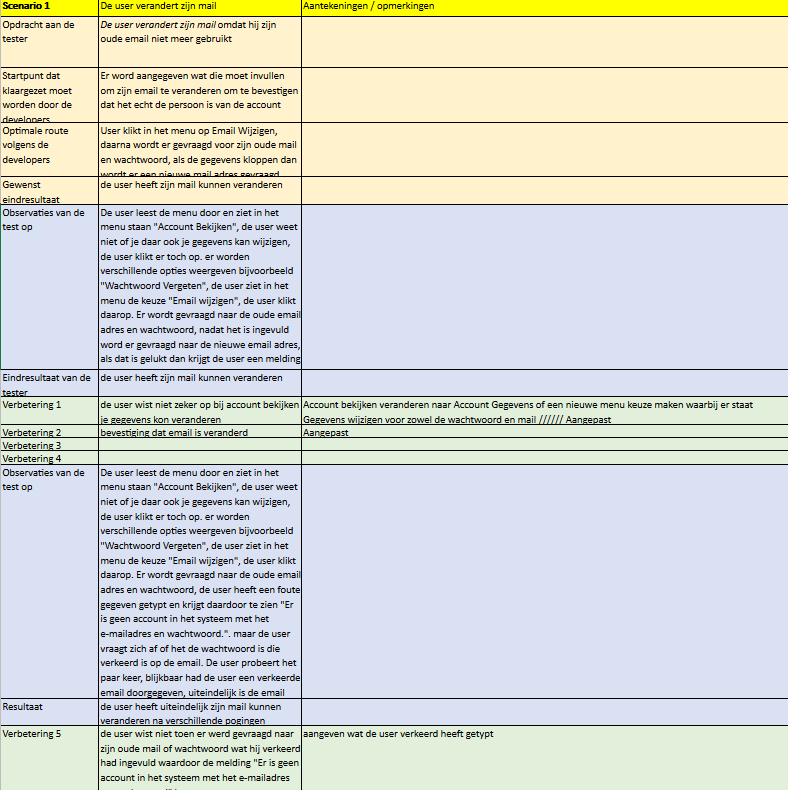 Scenario 1
De user verandert zijn mail
Aantekeningen / opmerkingen
Opdracht aan de
tester
De user verandert zijn mail omdat hij zijn
oude email niet meer gebruikt
Startpunt dat
klaargezet moet
worden door de
developers
Er word aangegeven wat die moet invullen
om zijn email te veranderen om te bevestigen
dat het echt de persoon is van de account
Optimale route
volgens de
developers
User klikt in het menu op Email Wijzigen,
daarna wordt er gevraagd voor zijn oude mail
en wachtwoord, als de gegevens kloppen dan
wordt er een nieuwe mail adres gevraagd
Gewenst
eindresultaat
de user heeft zijn mail kunnen veranderen
Observaties van de
test op
De user leest de menu door en ziet in het
menu staan "Account Bekijken", de user weet
niet of je daar ook je gegevens kan wijzigen,
de user klikt er toch op. er worden
verschillende opties weergeven bijvoorbeeld
"Wachtwoord Vergeten", de user ziet in het
menu de keuze "Email wijzigen", de user klikt
daarop. Er wordt gevraagd naar de oude email
adres en wachtwoord, nadat het is ingevuld
word er gevraagd naar de nieuwe email adres,
als dat is gelukt dan krijgt de user een melding
Eindresultaat van de
tester
de user heeft zijn mail kunnen veranderen
Verbetering 1
de user wist niet zeker op bij account bekijken
je gegevens kon veranderen
Account bekijken veranderen naar Account Gegevens of een nieuwe menu keuze maken waarbij er staat
Gegevens wijzigen voor zowel de wachtwoord en mail ////// Aangepast
Verbetering 2
bevestiging dat email is veranderd
Aangepast
Verbetering 3
Verbetering 4
Observaties van de
test op
De user leest de menu door en ziet in het
menu staan "Account Bekijken", de user weet
niet of je daar ook je gegevens kan wijzigen,
de user klikt er toch op. er worden
verschillende opties weergeven bijvoorbeeld
"Wachtwoord Vergeten", de user ziet in het
menu de keuze "Email wijzigen", de user klikt
daarop. Er wordt gevraagd naar de oude email
adres en wachtwoord, de user heeft een foute
gegeven getypt en krijgt daardoor te zien "Er
is geen account in het systeem met het
e-mailadres en wachtwoord.". maar de user
vraagt zich af of het de wachtwoord is die
verkeerd is op de email. De user probeert het
paar keer, blijkbaar had de user een verkeerde
email doorgegeven, uiteindelijk is de email
Resultaat
de user heeft uiteindelijk zijn mail kunnen
veranderen na verschillende pogingen
Verbetering 5
de user wist niet toen er werd gevraagd naar
zijn oude mail of wachtwoord wat hij verkeerd
had ingevuld waardoor de melding "Er is geen
account in het systeem met het e-mailadres
aangeven wat de user verkeerd heeft getypt